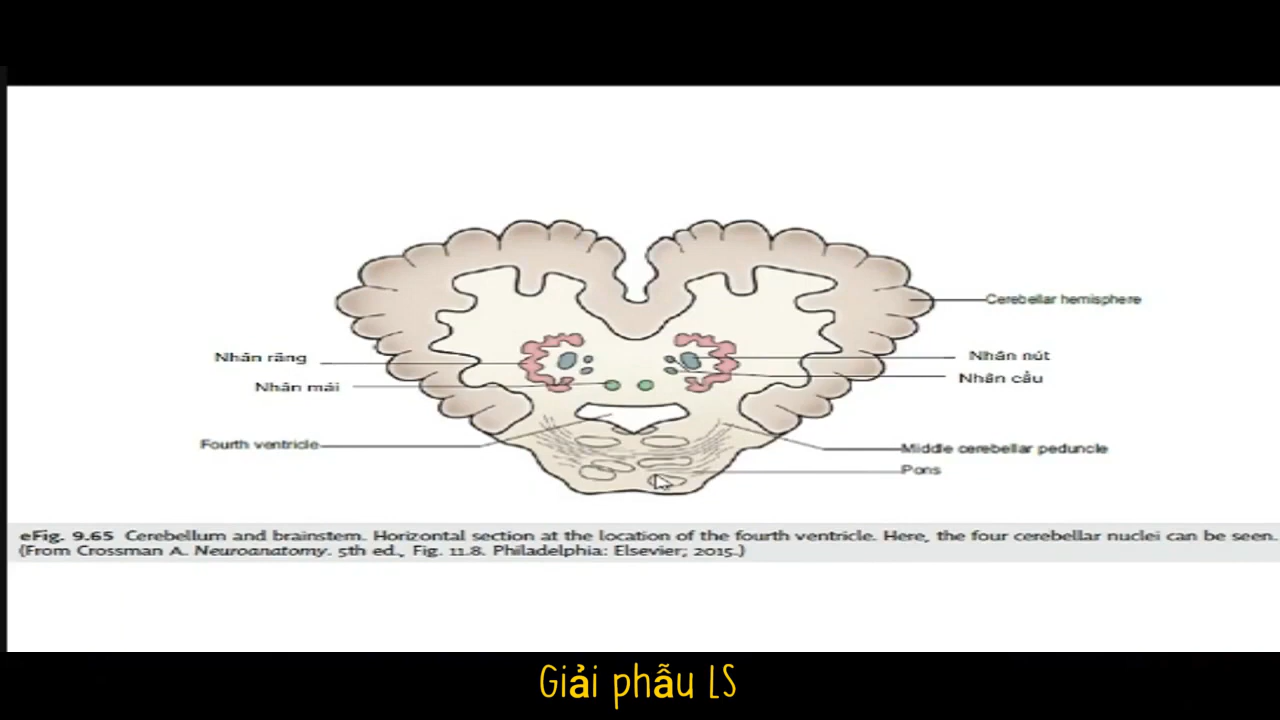 Cerebellar hemisphere
Nhân răng
Nhân nút
Nhân mái
Nhân cầu
Fourth ventricle
Middle cerebellar peduncle
Pons
eFig. 9.65 Cerebellum and brainstem. Horizontal section at the location of the fourth ventricle. Here, the four cerebellar nuclei can be seen.
(From Crossman A. Neuroanatomy. 5th ed., Fig. 11.8. Philadelphia: Elsevier; 2015.)
Giải phẫu LS